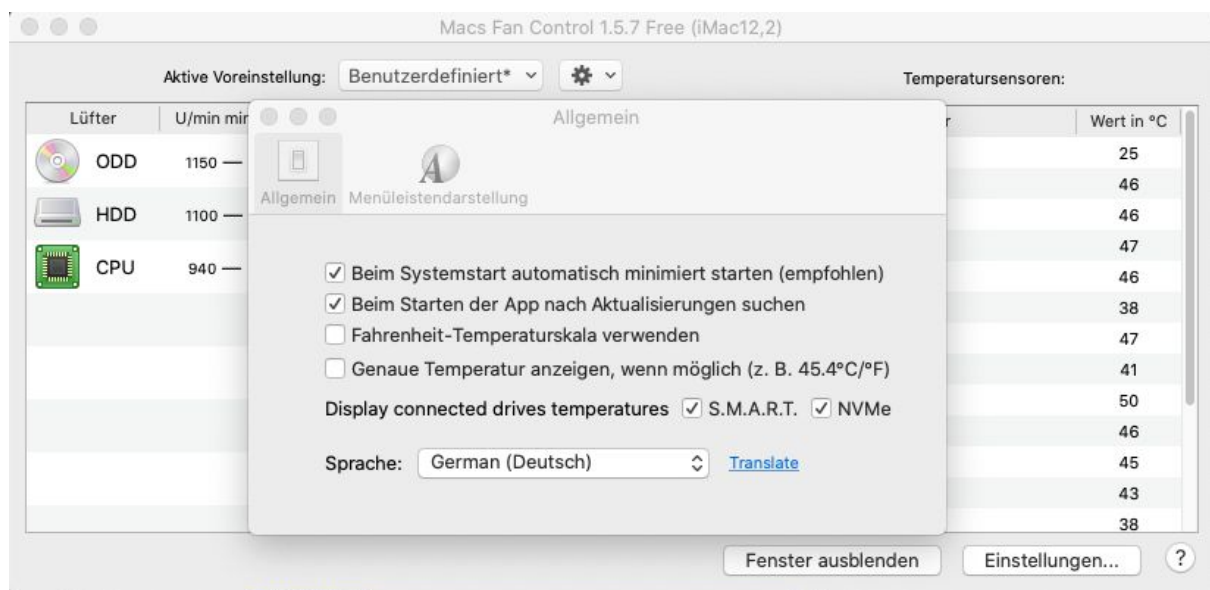 Macs Fan Control 1.5.7 Free (iMac12,2)
Aktive Voreinstellung: Benutzerdefiniert*
Temperatursensoren:
Lüfter U/min min
Wert in °C
ODD 1150 —
HDD 1100 —
CPU 940 —
Allgemein
Allgemein Menüleistendarstellung
Beim Systemstart automatisch minimiert starten (empfohlen)
Beim Starten der App nach Aktualisierungen suchen
Fahrenheit-Temperaturskala verwenden
Genaue Temperatur anzeigen, wenn möglich (z. B. 45.4°C/°F)
Display connected drives temperatures S.M.A.R.T. NVMe
Sprache: German (Deutsch) Translate
25
46
46
47
46
38
47
41
50
46
45
43
38
Fenster ausblenden Einstellungen... ?